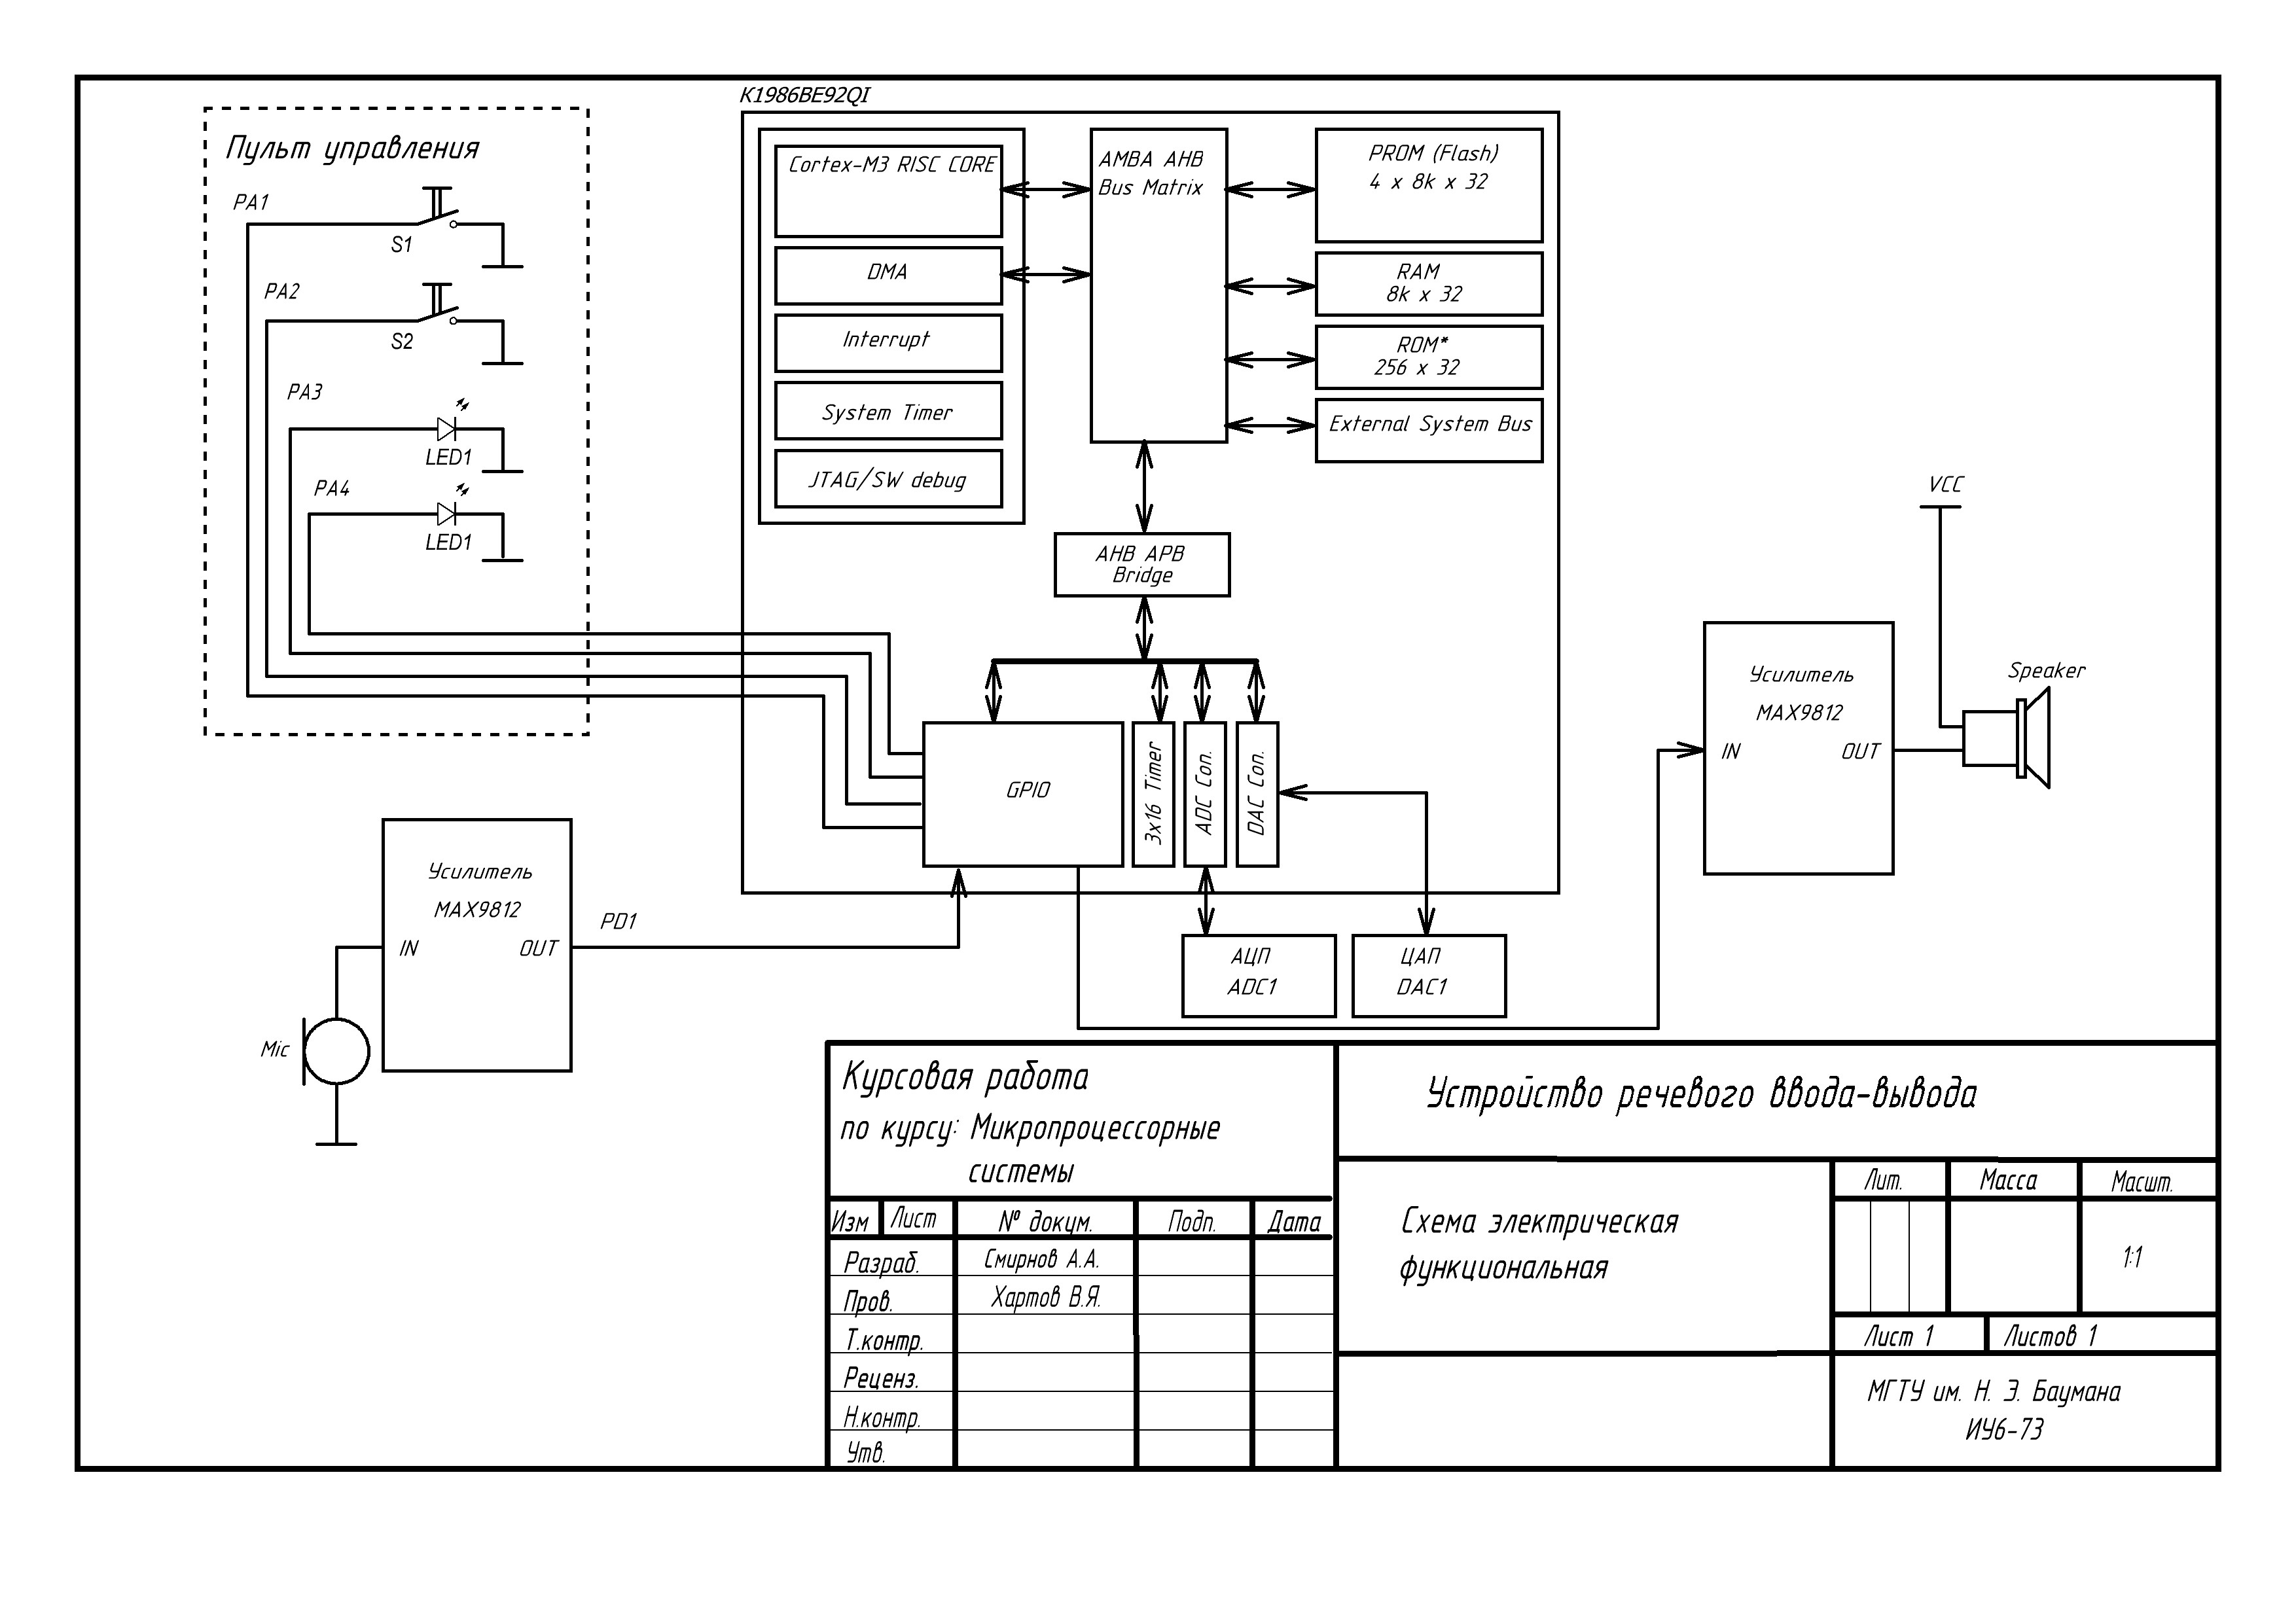 K1986BE92QI
Пульт управления
PA1
S1
PA2
S2
PA3
LED1
PA4
LED1
Cortex-M3 RISC CORE
DMA
Interrupt
System Timer
JTAG/SW debug
AMBA AHB
Bus Matrix
PROM (Flash)
4 x 8k x 32
RAM
8k x 32
ROM*
256 x 32
External System Bus
AHB APB
Bridge
GPIO
3x16 Timer
ADC Con.
DAC Con.
VCC
Speaker
Усилитель
MAX9812
IN
OUT
Усилитель
MAX9812
IN
OUT
PD1
Mic
АЦП
ADC1
ЦАП
DAC1
Курсовая работа
по курсу: Микропроцессорные
системы
Устройство речевого ввода-вывода
Схема электрическая
функциональная
Изм Лист № докум. Подп. Дата
Разраб. Смирнов А.А.
Пров. Хартов В.Я.
Т.контр.
Реценз.
Н.контр.
Утв.
Лит. Масса Масшт.
1:1
Лист 1 Листов 1
МГТУ им. Н. Э. Баумана
ИУ6-73